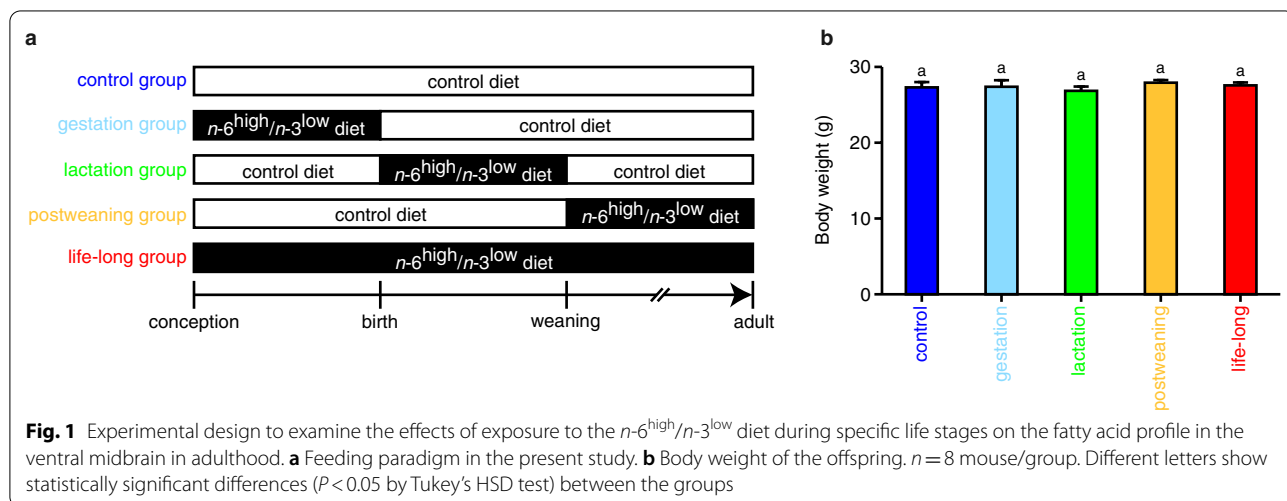 a
control group
control diet
gestation group
n-6high/n-3low diet
control diet
lactation group
control diet
n-6high/n-3low diet
control diet
postweaning group
control diet
n-6high/n-3low diet
life-long group
n-6high/n-3low diet
conception
birth
weaning
adult
b
Body weight (g)
30
20
10
0
a
a
a
a
a
control
gestation
lactation
postweaning
life-long
Fig. 1 Experimental design to examine the effects of exposure to the n-6high/n-3low diet during specific life stages on the fatty acid profile in the
ventral midbrain in adulthood. a Feeding paradigm in the present study. b Body weight of the offspring. n = 8 mouse/group. Different letters show
statistically significant differences (P < 0.05 by Tukey’s HSD test) between the groups